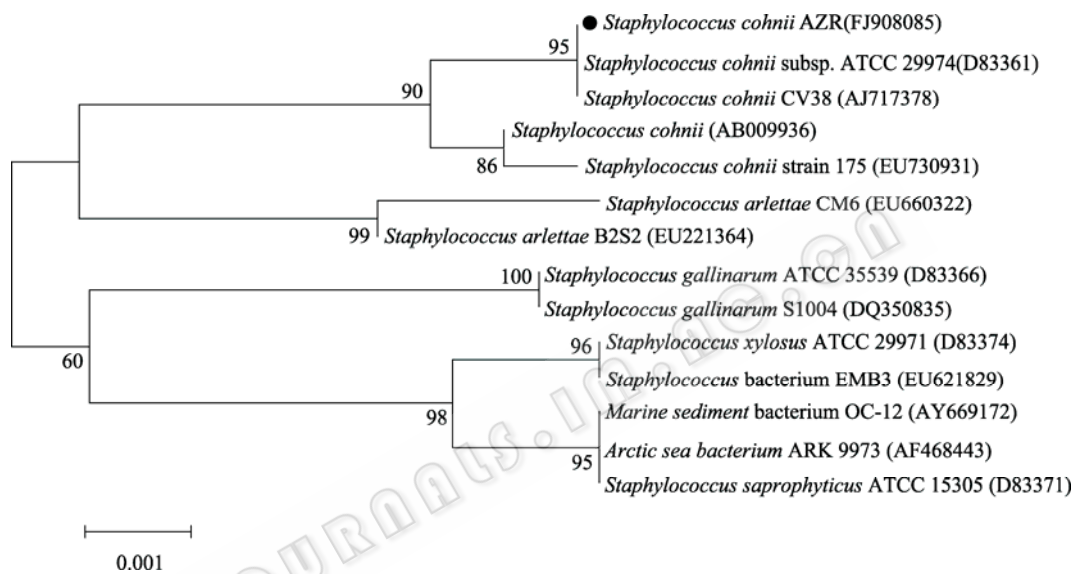 Staphylococcus cohnii AZR(FJ908085)
95
Staphylococcus cohnii subsp. ATCC 29974(D83361)
90
Staphylococcus cohnii CV38 (AJ717378)
Staphylococcus cohnii (AB009936)
86
Staphylococcus cohnii strain 175 (EU730931)
Staphylococcus arlettae CM6 (EU660322)
99
Staphylococcus arlettae B2S2 (EU221364)
100
Staphylococcus gallinarum ATCC 35539 (D83366)
Staphylococcus gallinarum S1004 (DQ350835)
96
Staphylococcus xylosus ATCC 29971 (D83374)
60
Staphylococcus bacterium EMB3 (EU621829)
98
Marine sediment bacterium OC-12 (AY669172)
Arctic sea bacterium ARK 9973 (AF468443)
95
Staphylococcus saprophyticus ATCC 15305 (D83371)
0.001